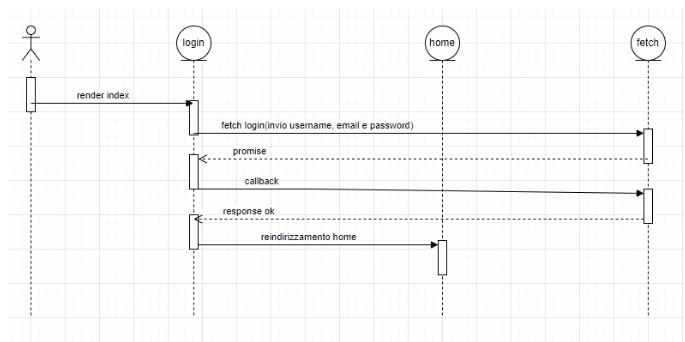 login
home
fetch
render index
fetch login(invio username, email e password)
promise
callback
response ok
reindirizzamento home